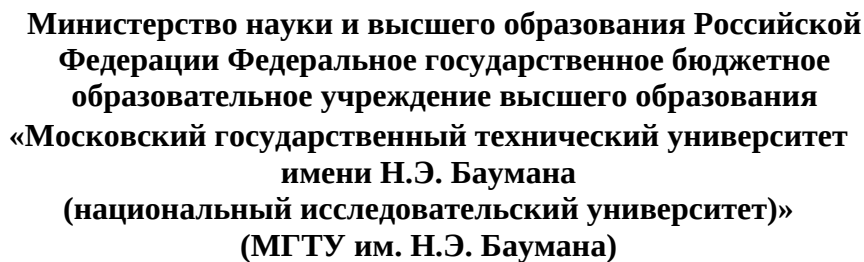 Министерство науки и высшего образования Российской
Федерации Федеральное государственное бюджетное
образовательное учреждение высшего образования
«Московский государственный технический университет
имени Н.Э. Баумана
(национальный исследовательский университет)»
(МГТУ им. Н.Э. Баумана)